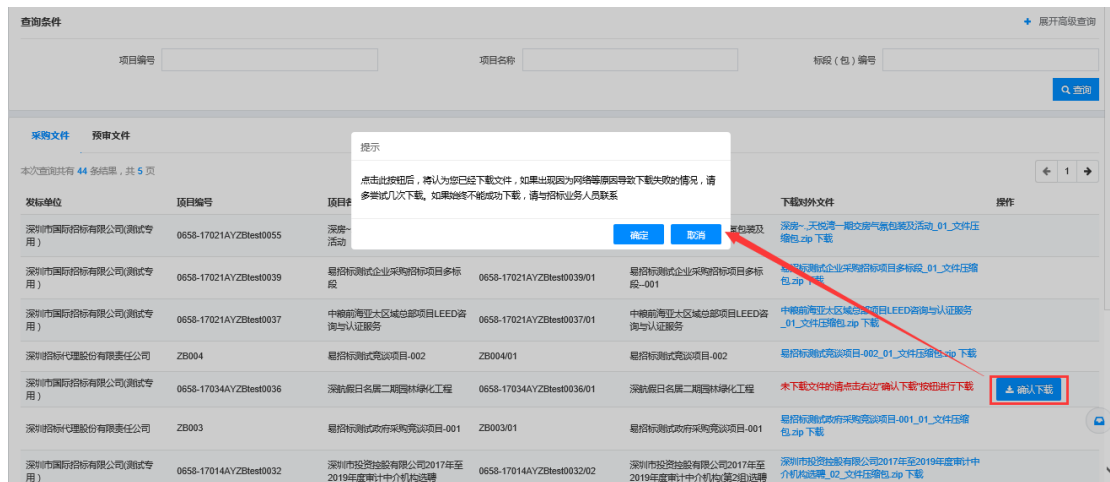 查询条件
展开高级查询
项目编号
项目名称
标段（包）编号
查询
采购文件 预审文件
提示
点击此按钮后，将认为您已经下载文件，如果出现因为网络等原因导致下载失败的情况，请
多尝试几次下载。如果始终不能成功下载，请与招标业务人员联系
确定 取消
本次查询共有 44 条结果，共 5 页
1
发标单位 项目编号 项目名 下载对外文件 操作
深圳市国际招标有限公司(测试专
用）
0658-17021AYZBtest0055
深房~
活动
氛包装及
深房~.天悦湾一期交房气氛包装及活动_01_文件压
缩包.zip 下载
深圳市国际招标有限公司(测试专
用）
0658-17021AYZBtest0039
易招标测试企业采购招标项目多标
段
0658-17021AYZBtest0039/01
易招标测试企业采购招标项目多标
段--001
易招标测试企业采购招标项目多标段_01_文件压缩
包.zip 下载
深圳市国际招标有限公司(测试专
用）
0658-17021AYZBtest0037
中粮前海亚太区域总部项目LEED咨
询与认证服务
0658-17021AYZBtest0037/01
中粮前海亚太区域总部项目LEED咨
询与认证服务
中粮前海亚太区域总部项目LEED咨询与认证服务
_01_文件压缩包.zip 下载
深圳招标代理股份有限责任公司
ZB004
易招标测试竞谈项目-002
ZB004/01
易招标测试竞谈项目-002
易招标测试竞谈项目-002_01_文件压缩包.zip 下载
深圳市国际招标有限公司(测试专
用）
0658-17034AYZBtest0036
深航假日名居二期园林绿化工程
0658-17034AYZBtest0036/01
深航假日名居二期园林绿化工程
未下载文件的请点击右边"确认下载"按钮进行下载
确认下载
深圳招标代理股份有限责任公司
ZB003
易招标测试政府采购竞谈项目-001
ZB003/01
易招标测试政府采购竞谈项目-001
易招标测试政府采购竞谈项目-001_01_文件压缩
包.zip 下载
深圳市国际招标有限公司(测试专
用）
0658-17014AYZBtest0032
深圳市投资控股有限公司2017年至
2019年度审计中介机构选聘
0658-17014AYZBtest0032/02
深圳市投资控股有限公司2017年至
2019年度审计中介机构(第2组)选聘
深圳市投资控股有限公司2017年至2019年度审计中
介机构选聘_02_文件压缩包.zip 下载